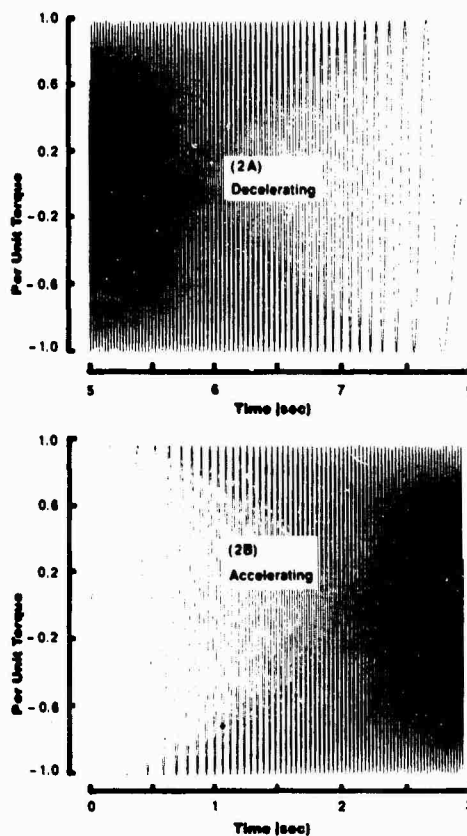 1.0
0.6
0.2
-0.2
-0.6
-1.0
Per Unit Torque
(2A)
Decelerating
5 6 7
Time (sec)
1.0
0.6
0.2
-0.2
-0.6
-1.0
Per Unit Torque
(2B)
Accelerating
0 1 2
Time (sec)